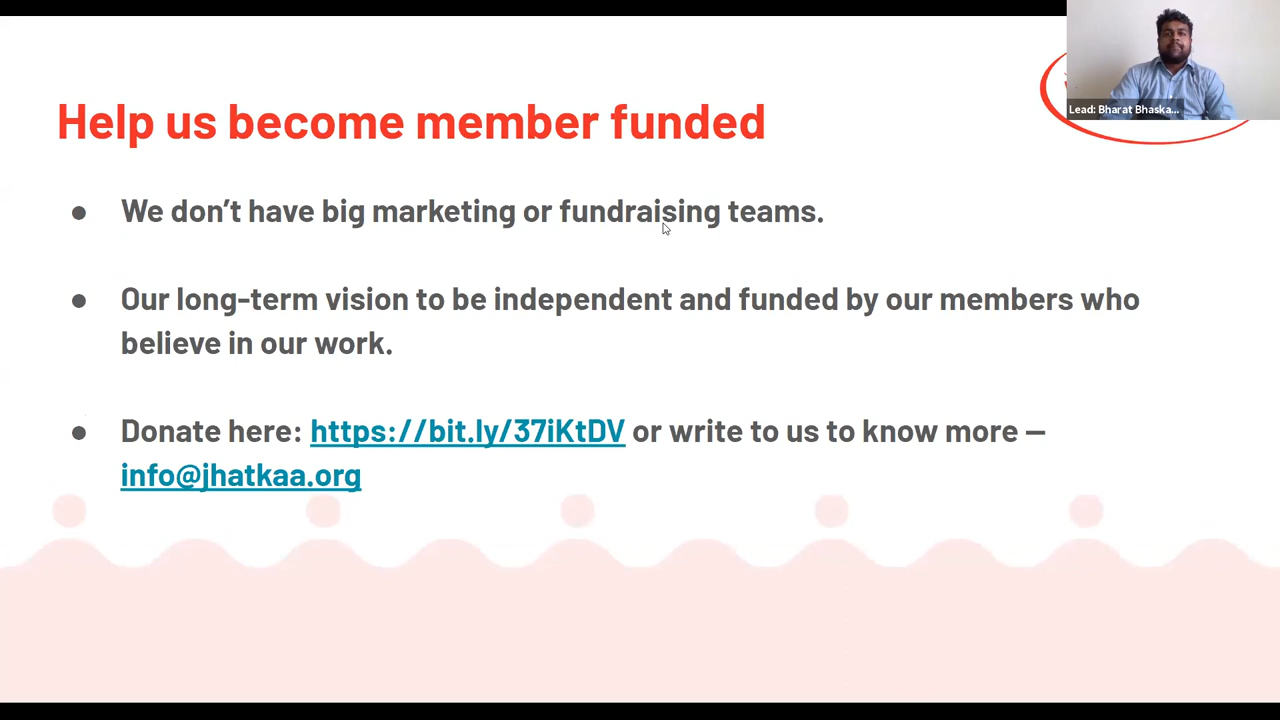 Lead: Bharat Bhaska...
Help us become member funded
● We don’t have big marketing or fundraising teams.
● Our long-term vision to be independent and funded by our members who
believe in our work.
● Donate here: https://bit.ly/37iKtDV or write to us to know more —
info@jhatkaa.org